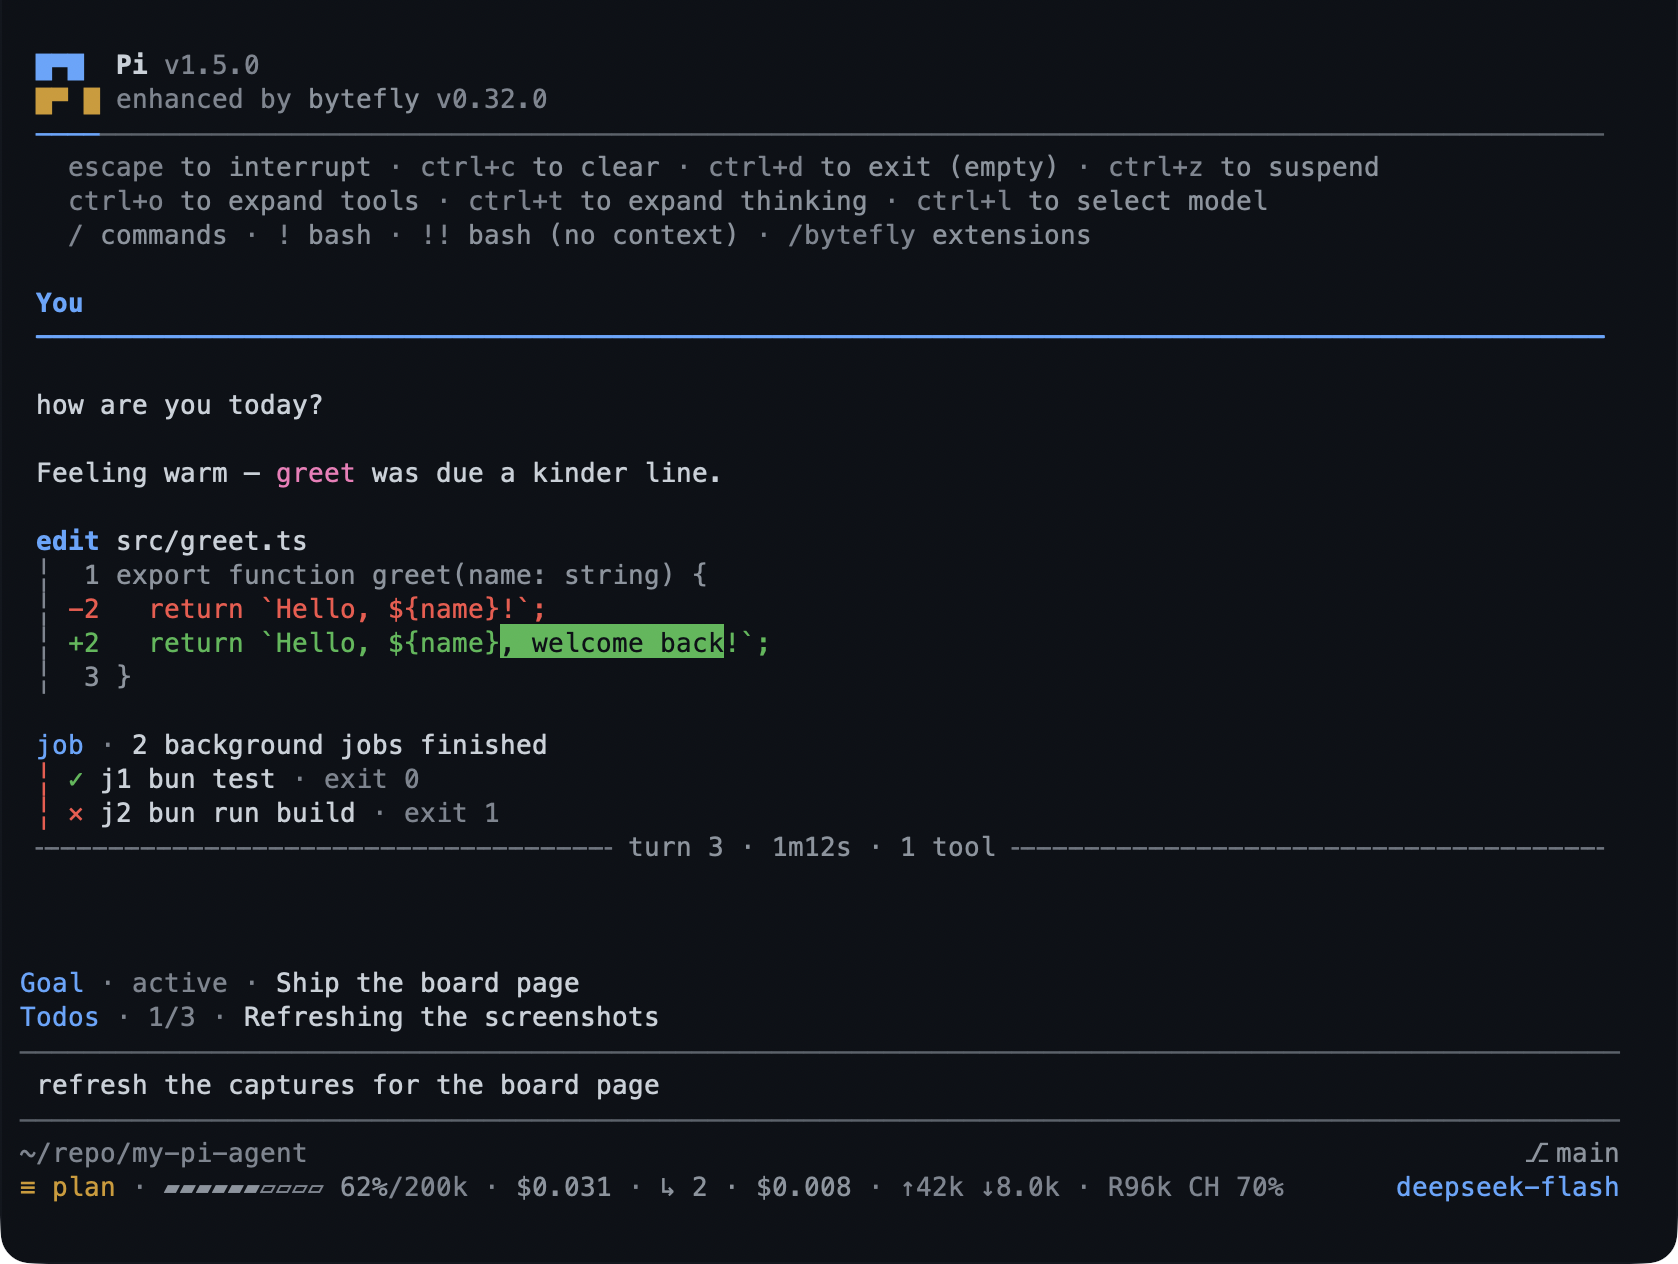 Pi v1.5.0
enhanced by bytefly v0.32.0
escape to interrupt · ctrl+c to clear · ctrl+d to exit (empty) · ctrl+z to suspend
ctrl+o to expand tools · ctrl+t to expand thinking · ctrl+l to select model
/ commands · ! bash · !! bash (no context) · /bytefly extensions
You
how are you today?
Feeling warm — greet was due a kinder line.
edit src/greet.ts
1 export function greet(name: string) {
-2   return `Hello, ${name}!`;
+2   return `Hello, ${name}, welcome back!`;
3 }
job · 2 background jobs finished
✓ j1 bun test · exit 0
× j2 bun run build · exit 1
turn 3 · 1m12s · 1 tool
Goal · active · Ship the board page
Todos · 1/3 · Refreshing the screenshots
refresh the captures for the board page
~/repo/my-pi-agent ⎇ main
≡ plan · ▰▰▰▰▰▰▱▱▱▱ 62%/200k · $0.031 · ↳ 2 · $0.008 · ↑42k ↓8.0k · R96k CH 70% deepseek-flash